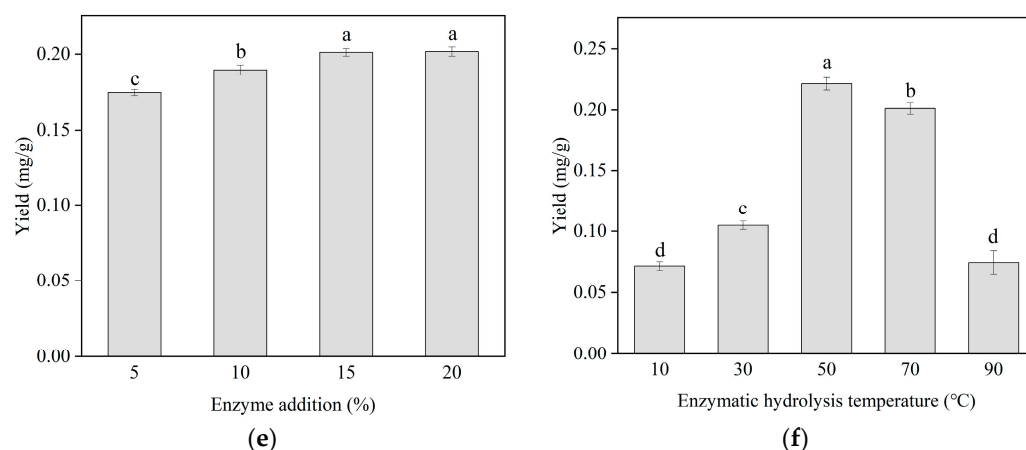 Yield (mg/g)
0.20
0.15
0.10
0.05
0.00
c
b
a
a
5 10 15 20
Enzyme addition (%)
(e)
Yield (mg/g)
0.25
0.20
0.15
0.10
0.05
0.00
d
c
a
b
d
10 30 50 70 90
Enzymatic hydrolysis temperature (℃)
(f)